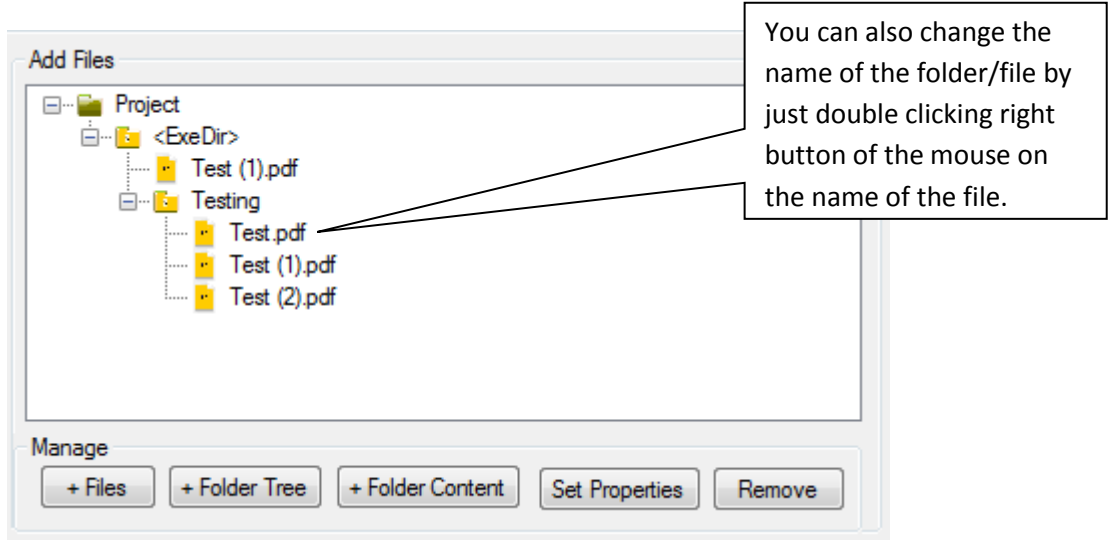 You can also change the
name of the folder/file by
just double clicking right
button of the mouse on
the name of the file.
Add Files
Project
<ExeDir>
Test (1).pdf
Testing
Test.pdf
Test (1).pdf
Test (2).pdf
Manage
+ Files
+ Folder Tree
+ Folder Content
Set Properties
Remove